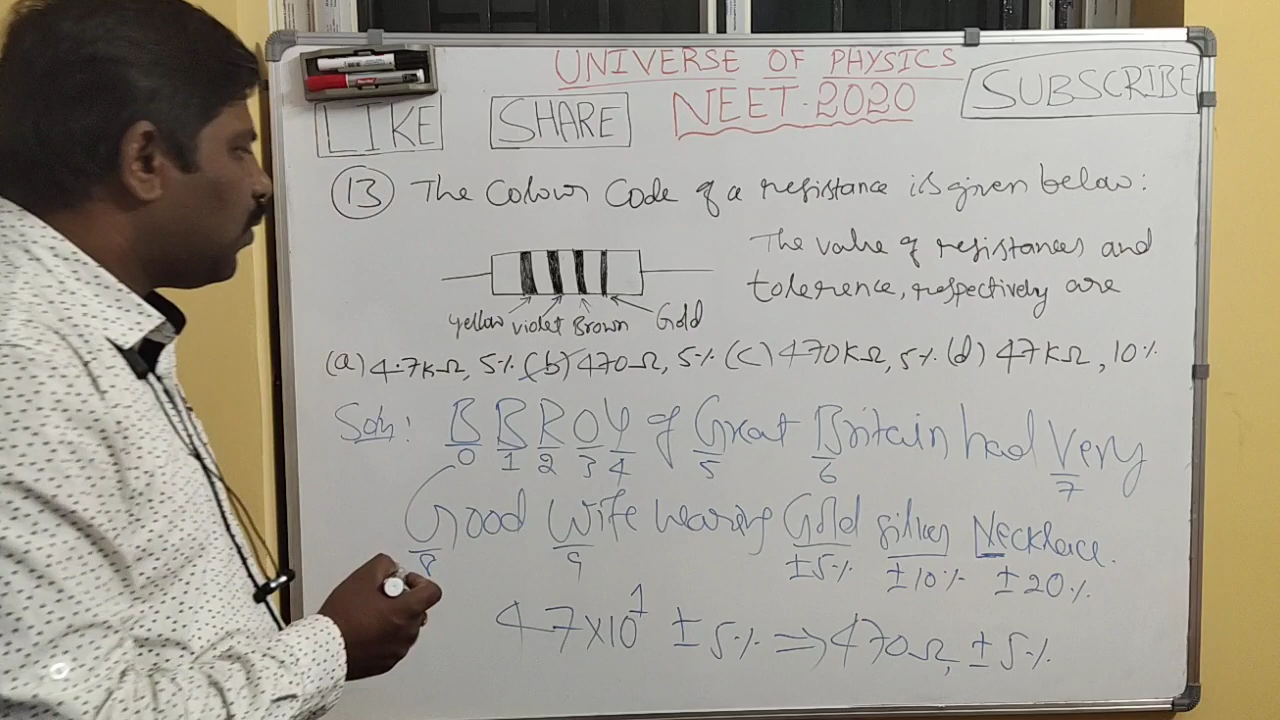 UNIVERSE OF PHYSICS
LIKE SHARE NEET-2020 SUBSCRIBE
13 The Colour Code of a resistance is given below:
The value of resistances and
tolerence, respectively are
Yellow violet Brown Gold
(a) 4.7KΩ, 5% (b) 470Ω, 5% (c) 470KΩ, 5% (d) 47KΩ, 10%
Soln: B B R O Y of Great Britain had Very
0 1 2 3 4 5 6 7
Good Wife wearing Gold silver Necklace.
8 9 ±5% ±10% ±20%
47×10^1 ±5% ⇒ 470Ω, ±5%